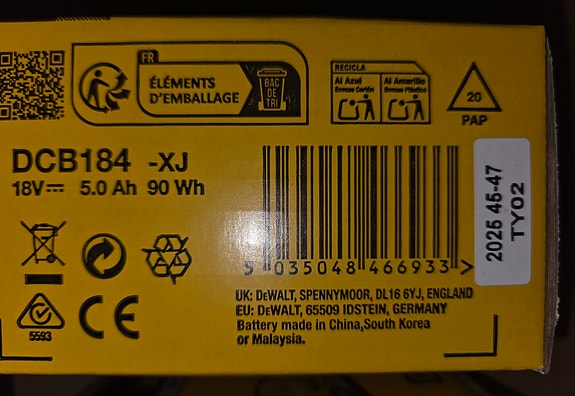 FR
ÉLÉMENTS
D'EMBALLAGE
BAC
DE
TRI
RECICLA
Al Azul
Envase Cartón
Al Amarillo
Envase Plástico
20
PAP
DCB184 -XJ
18V⎓ 5.0 Ah 90 Wh
5 035048 466933 >
2025 45-47
TY02
5593
CE
UK: DEWALT, SPENNYMOOR, DL16 6YJ, ENGLAND
EU: DEWALT, 65509 IDSTEIN, GERMANY
Battery made in China,South Korea
or Malaysia.